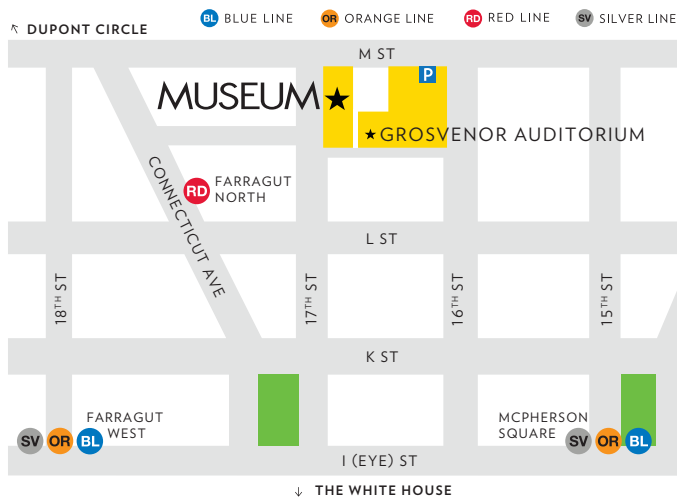 BL BLUE LINE
OR ORANGE LINE
RD RED LINE
SV SILVER LINE
DUPONT CIRCLE
M ST
P
MUSEUM
GROSVENOR AUDITORIUM
CONNECTICUT AVE
RD
FARRAGUT
NORTH
L ST
18TH ST
17TH ST
16TH ST
15TH ST
K ST
FARRAGUT
WEST
SV OR BL
MCPHERSON
SQUARE
SV OR BL
I (EYE) ST
THE WHITE HOUSE